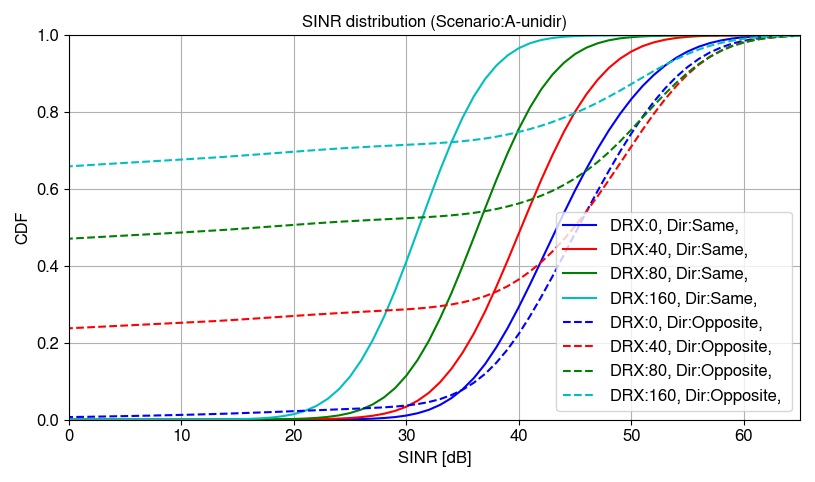 SINR distribution (Scenario:A-unidir)
1.0
0.8
0.6
0.4
0.2
0.0
CDF
0 10 20 30 40 50 60
SINR [dB]
DRX:0, Dir:Same,
DRX:40, Dir:Same,
DRX:80, Dir:Same,
DRX:160, Dir:Same,
DRX:0, Dir:Opposite,
DRX:40, Dir:Opposite,
DRX:80, Dir:Opposite,
DRX:160, Dir:Opposite,